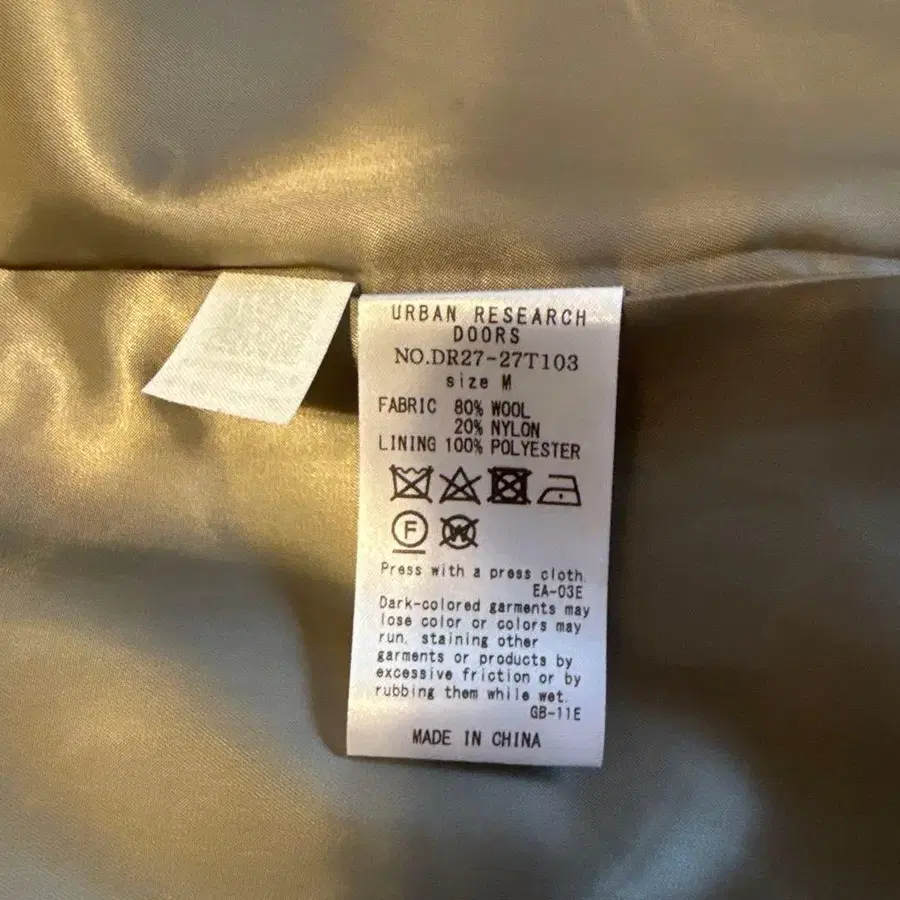 URBAN RESEARCH
DOORS
NO.DR27-27T103
size M
FABRIC 80% WOOL
20% NYLON
LINING 100% POLYESTER
F W
Press with a press cloth.
EA-03E
Dark-colored garments may
lose color or colors may
run, staining other
garments or products by
excessive friction or by
rubbing them while wet.
GB-11E
MADE IN CHINA